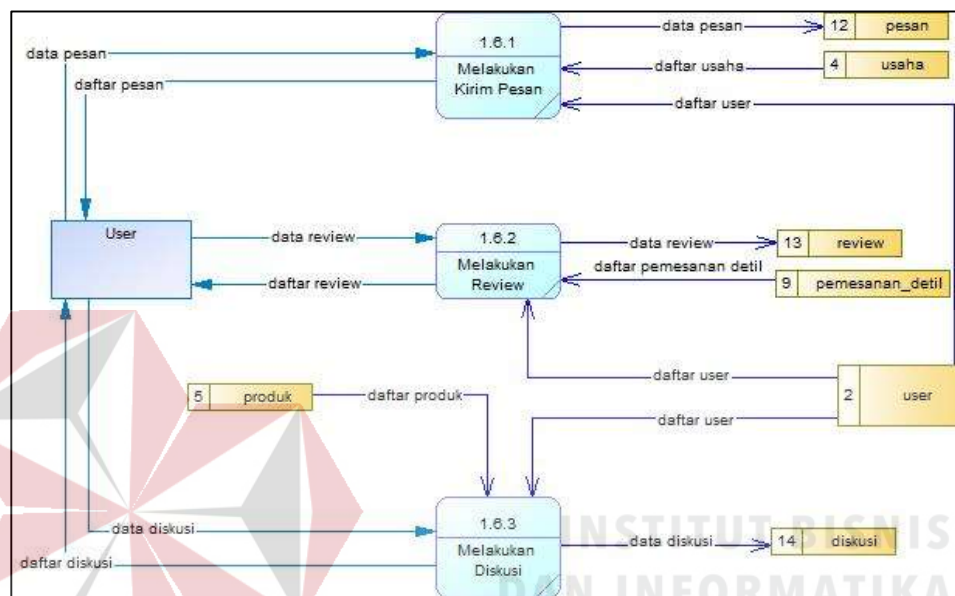 data pesan
daftar pesan
1.6.1
Melakukan
Kirim Pesan
data pesan
12 pesan
daftar usaha
4 usaha
daftar user
User
data review
daftar review
1.6.2
Melakukan
Review
data review
13 review
daftar pemesanan detil
9 pemesanan_detil
daftar user
2 user
daftar user
5 produk
daftar produk
data diskusi
daftar diskusi
1.6.3
Melakukan
Diskusi
data diskusi
14 diskusi
INSTITUT BISNIS
DAN INFORMATIKA